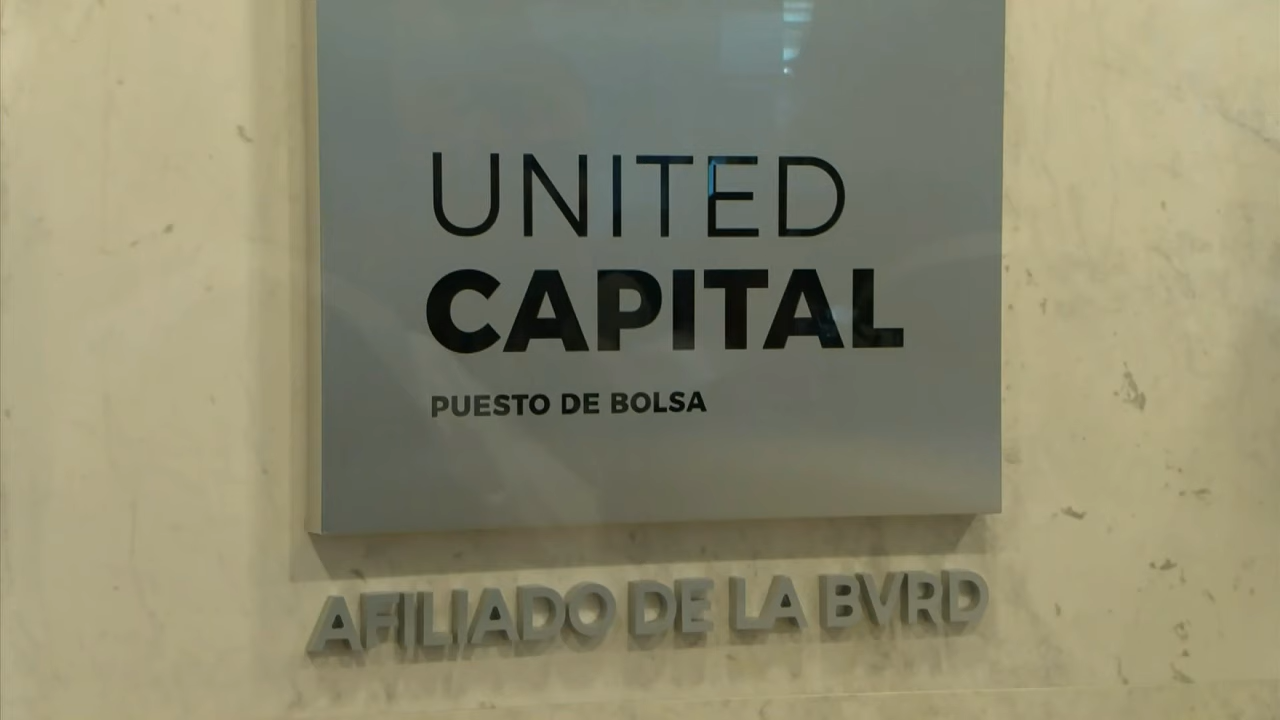 UNITED
CAPITAL
PUESTO DE BOLSA
AFILIADO DE LA BVRD